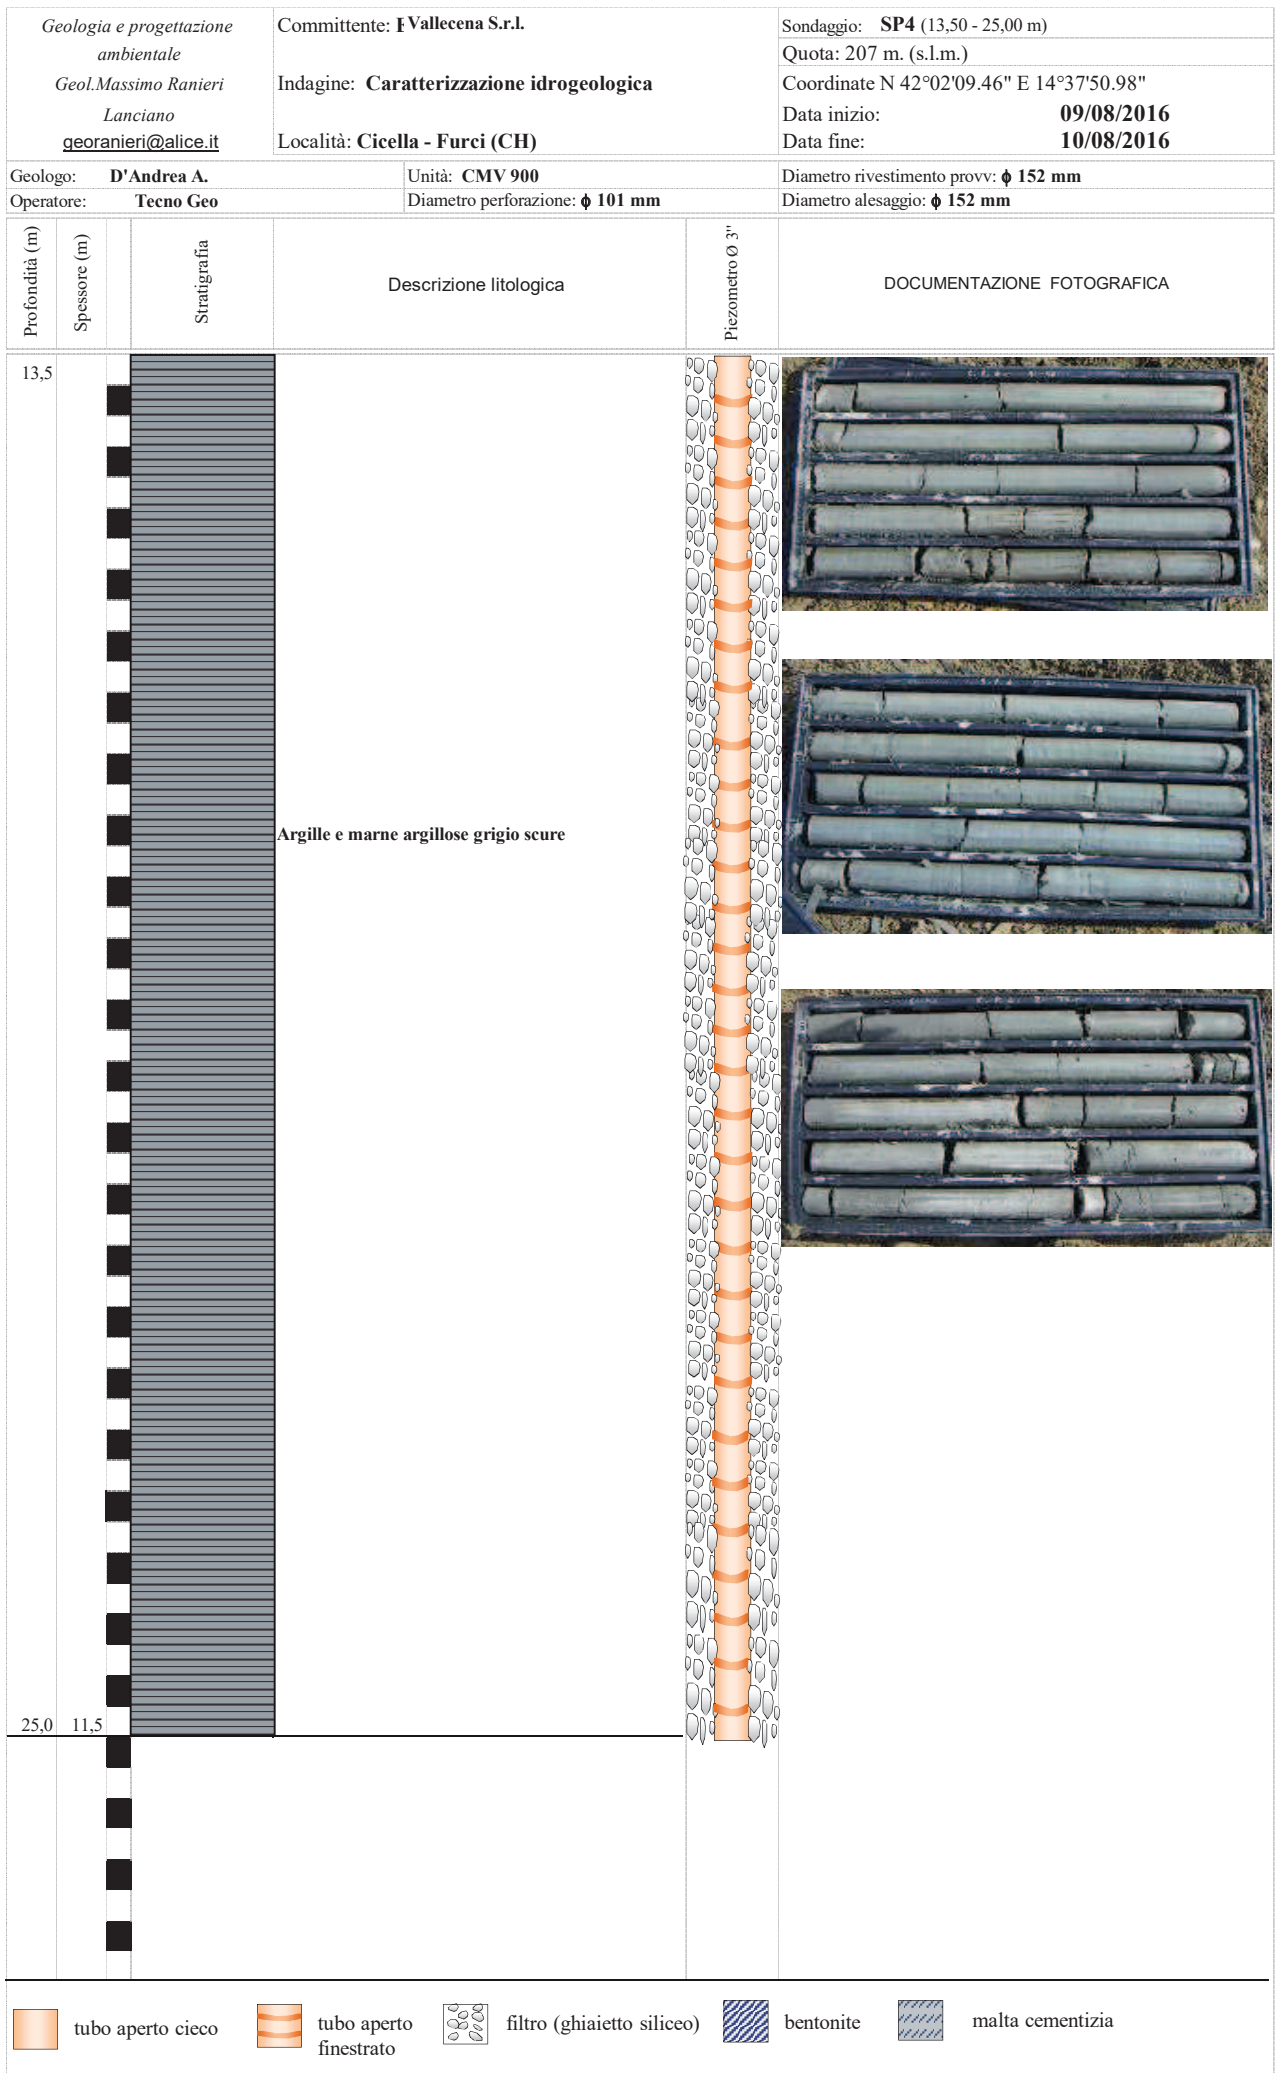 Geologia e progettazione
ambientale
Geol.Massimo Ranieri
Lanciano
georanieri@alice.it
Committente: Vallecena S.r.l.
Indagine: Caratterizzazione idrogeologica
Località: Cicella - Furci (CH)
Sondaggio: SP4 (13,50 - 25,00 m)
Quota: 207 m. (s.l.m.)
Coordinate N 42°02'09.46" E 14°37'50.98"
Data inizio: 09/08/2016
Data fine: 10/08/2016
Geologo: D'Andrea A.
Unità: CMV 900
Diametro rivestimento provv: ϕ 152 mm
Operatore: Tecno Geo
Diametro perforazione: ϕ 101 mm
Diametro alesaggio: ϕ 152 mm
Profondità (m)
Spessore (m)
Stratigrafia
Descrizione litologica
Piezometro Ø 3"
DOCUMENTAZIONE FOTOGRAFICA
13,5
Argille e marne argillose grigio scure
25,0 11,5
tubo aperto cieco
tubo aperto
finestrato
filtro (ghiaietto siliceo)
bentonite
malta cementizia